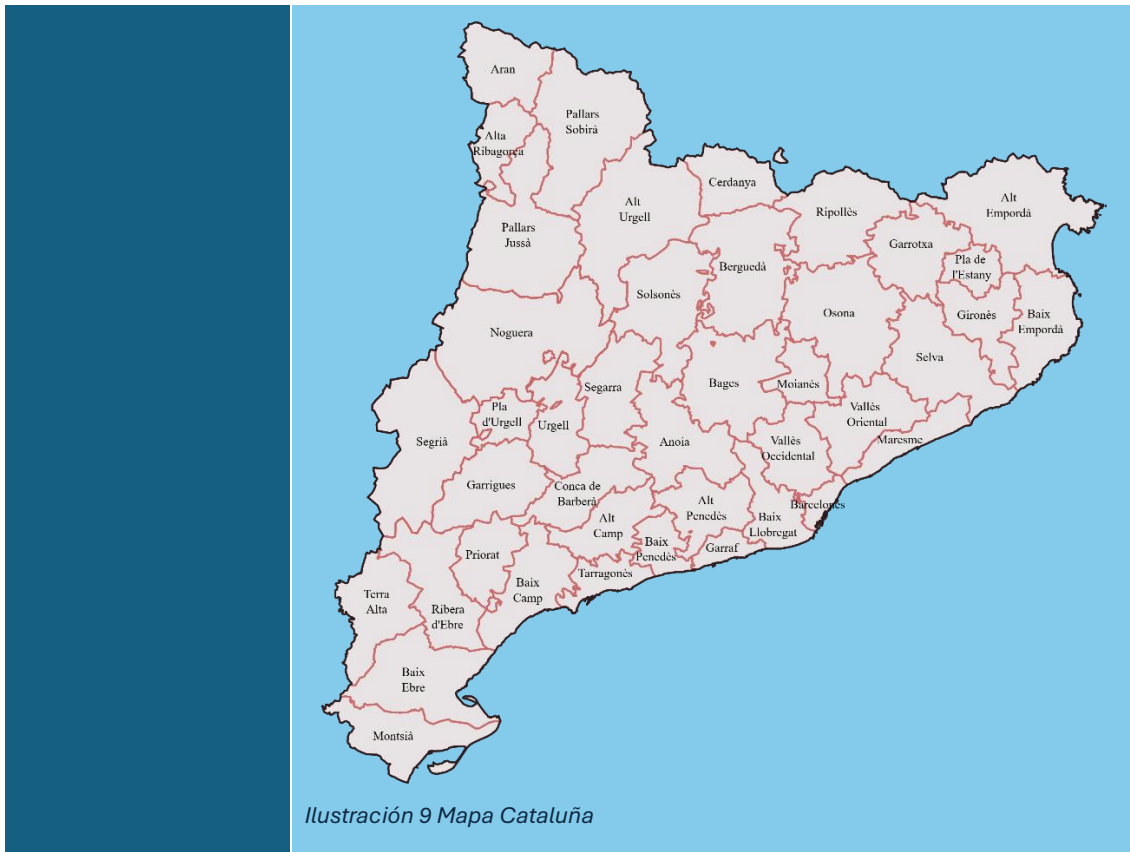 Aran
Pallars
Sobirà
Alta
Ribagorça
Cerdanya
Alt
Urgell
Ripollès
Alt
Empordà
Pallars
Jussà
Garrotxa
Pla de
l'Estany
Berguedà
Solsonès
Osona
Gironès
Baix
Empordà
Noguera
Selva
Segarra
Bages
Moianès
Pla
d'Urgell
Urgell
Vallès
Oriental
Segrià
Anoia
Vallès
Occidental
Maresme
Garrigues
Conca de
Barberà
Alt
Penedès
Barcelonès
Alt
Camp
Baix
Llobregat
Baix
Penedès
Garraf
Priorat
Tarragonès
Baix
Camp
Terra
Alta
Ribera
d'Ebre
Baix
Ebre
Montsià
Ilustración 9 Mapa Cataluña